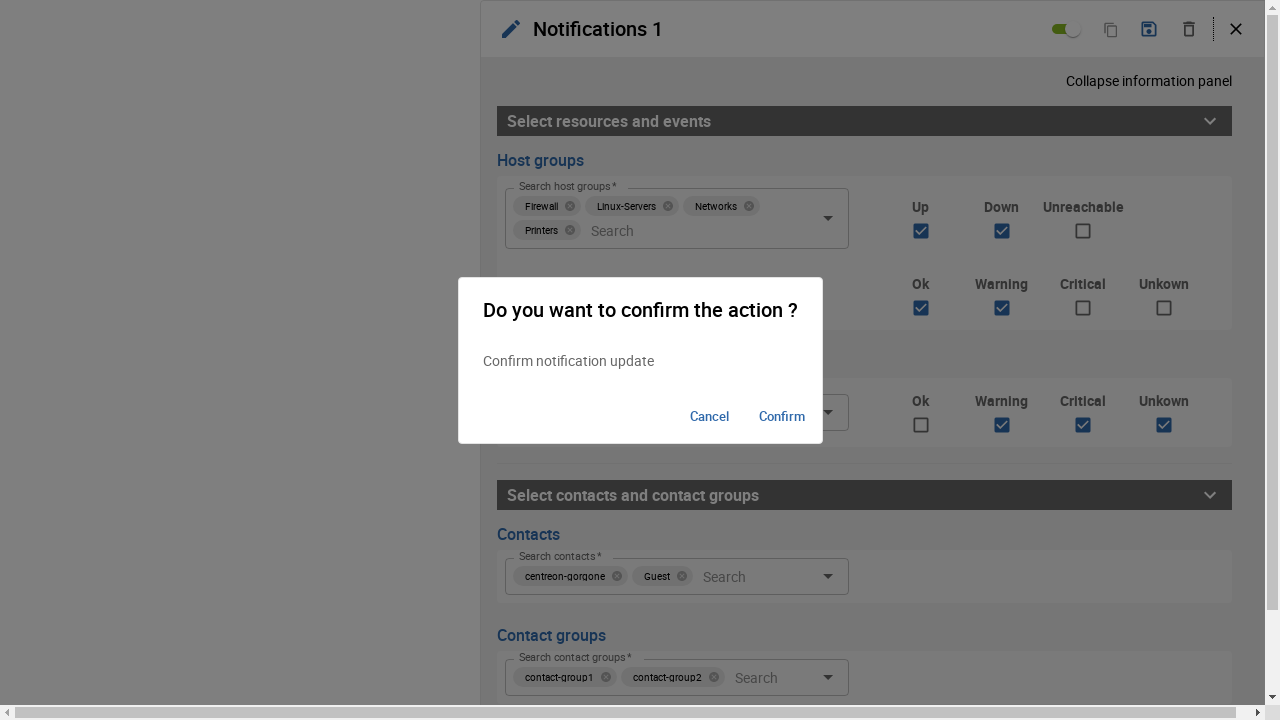 Notifications 1
Collapse information panel
Select resources and events
Host groups
Search host groups *
Firewall Linux-Servers Networks
Printers Search
Up Down Unreachable
Ok Warning Critical Unkown
Do you want to confirm the action ?
Confirm notification update
Cancel Confirm
Ok Warning Critical Unkown
Select contacts and contact groups
Contacts
Search contacts *
centreon-gorgone Guest Search
Contact groups
Search contact groups *
contact-group1 contact-group2 Search